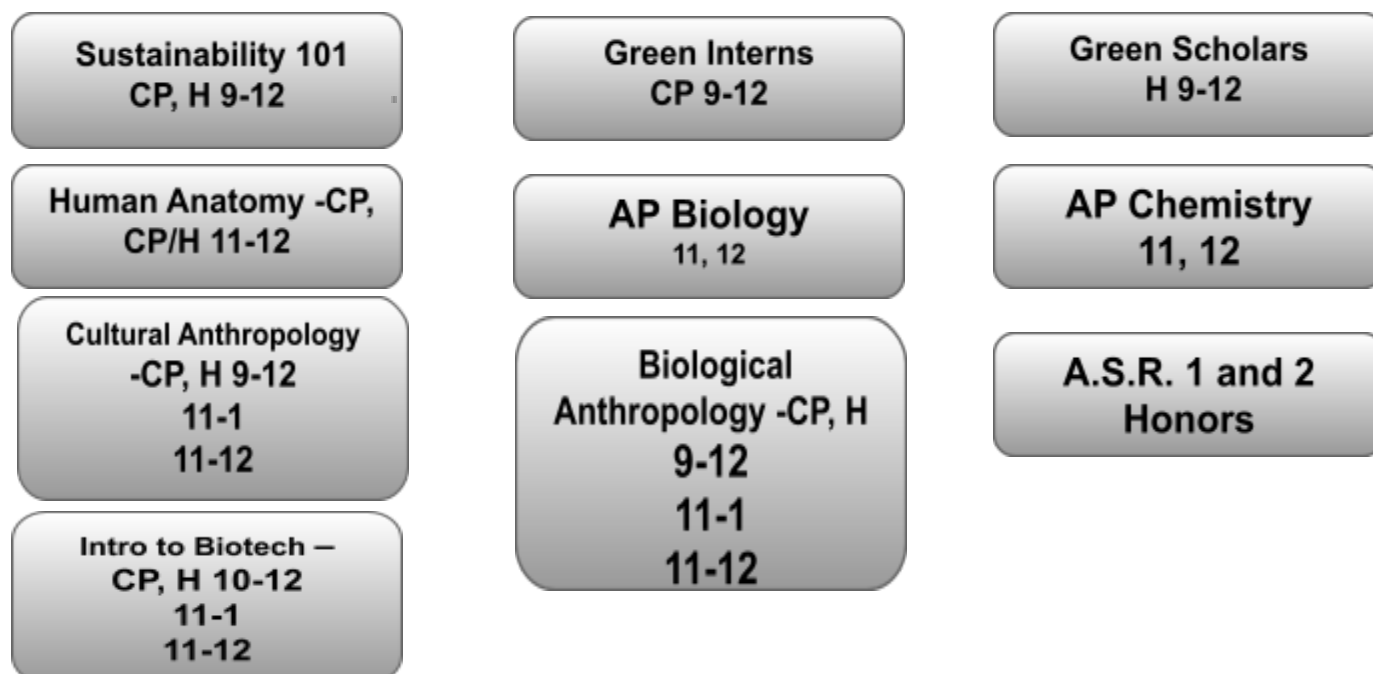 Sustainability 101
CP, H 9-12
Green Interns
CP 9-12
Green Scholars
H 9-12
Human Anatomy -CP,
CP/H 11-12
AP Biology
11, 12
AP Chemistry
11, 12
Cultural Anthropology
-CP, H 9-12
11-1
11-12
Biological
Anthropology -CP, H
9-12
11-1
11-12
A.S.R. 1 and 2
Honors
Intro to Biotech –
CP, H 10-12
11-1
11-12